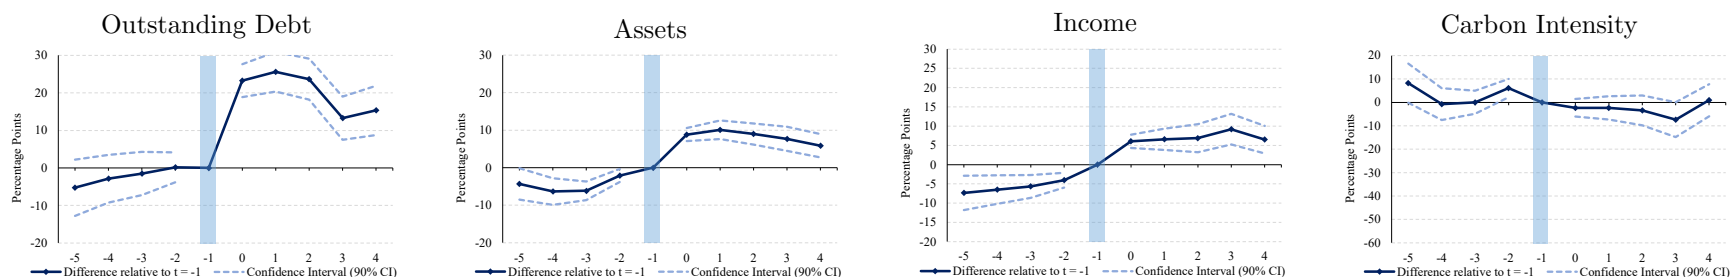 Outstanding Debt
Percentage Points
30
20
10
0
-10
-20
-5 -4 -3 -2 -1 0 1 2 3 4
Difference relative to t = -1 Confidence Interval (90% CI)
Assets
Percentage Points
30
20
10
0
-10
-20
-5 -4 -3 -2 -1 0 1 2 3 4
Difference relative to t = -1 Confidence Interval (90% CI)
Income
Percentage Points
30
25
20
15
10
5
0
-5
-10
-15
-20
-5 -4 -3 -2 -1 0 1 2 3 4
Difference relative to t = -1 Confidence Interval (90% CI)
Carbon Intensity
Percentage Points
20
10
0
-10
-20
-30
-40
-50
-60
-5 -4 -3 -2 -1 0 1 2 3 4
Difference relative to t = -1 Confidence Interval (90% CI)